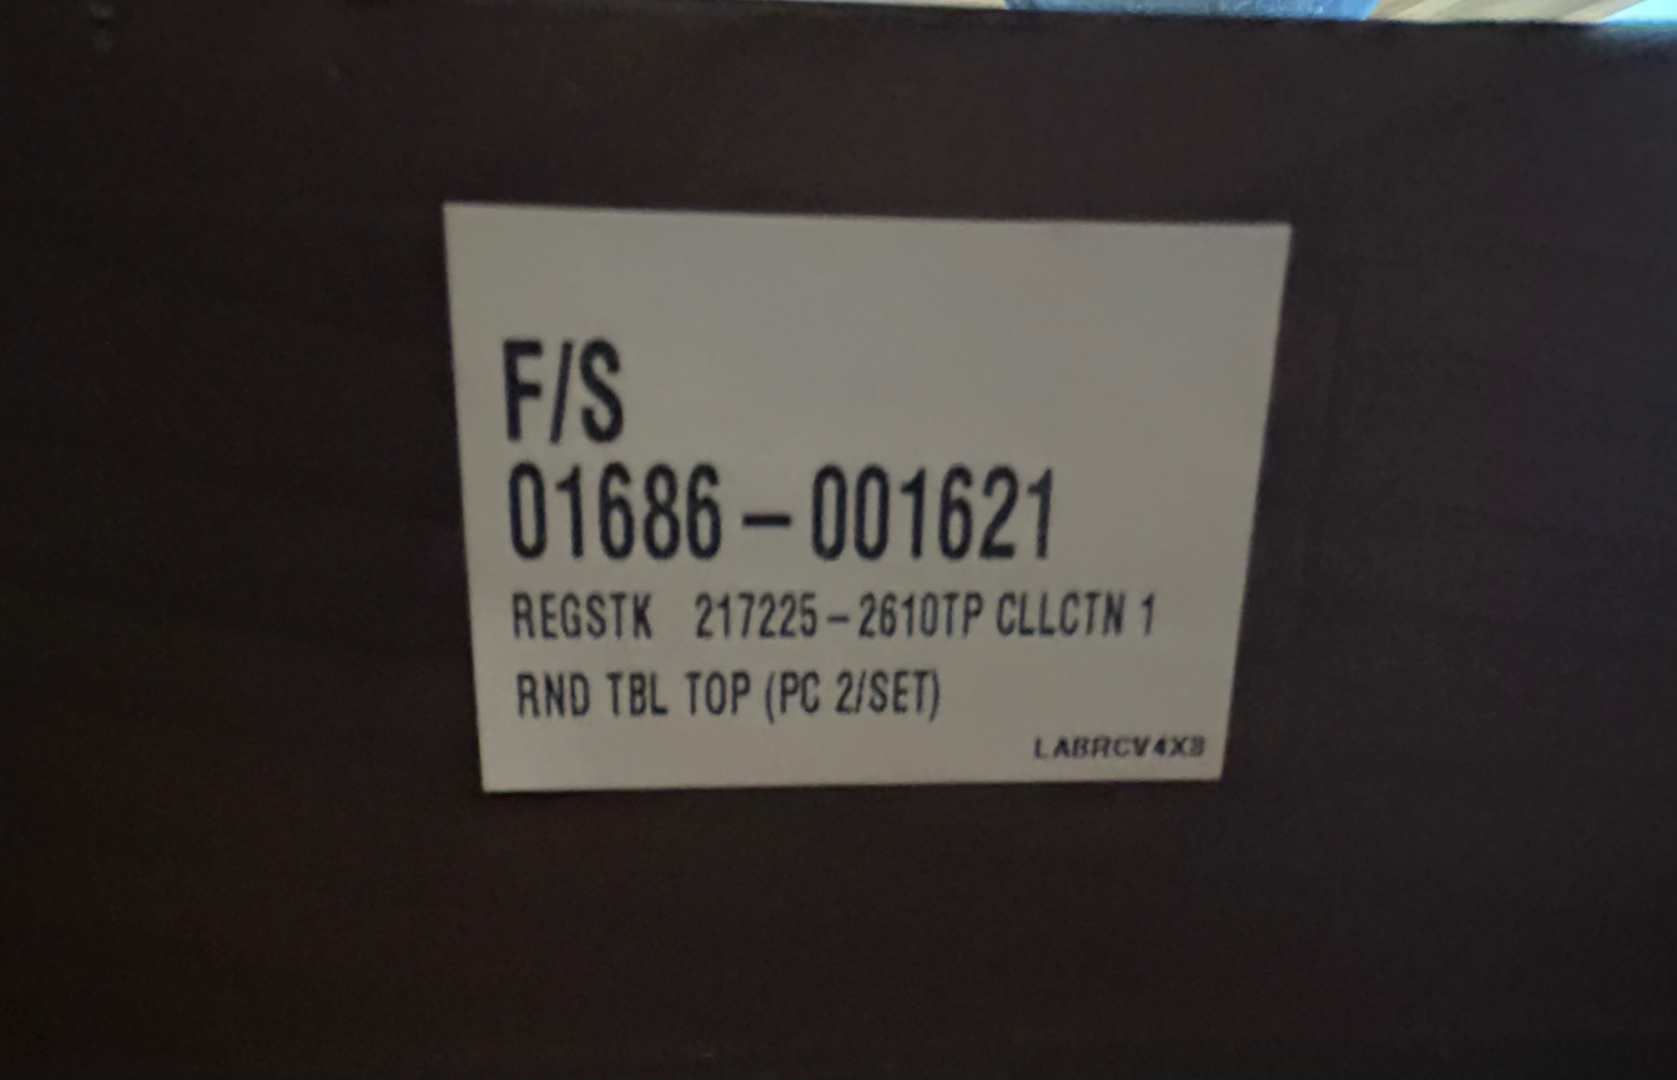 F/S
01686-001621
REGSTK 217225-2610TP CLLCTN 1
RND TBL TOP (PC 2/SET)
LABRCV4X3